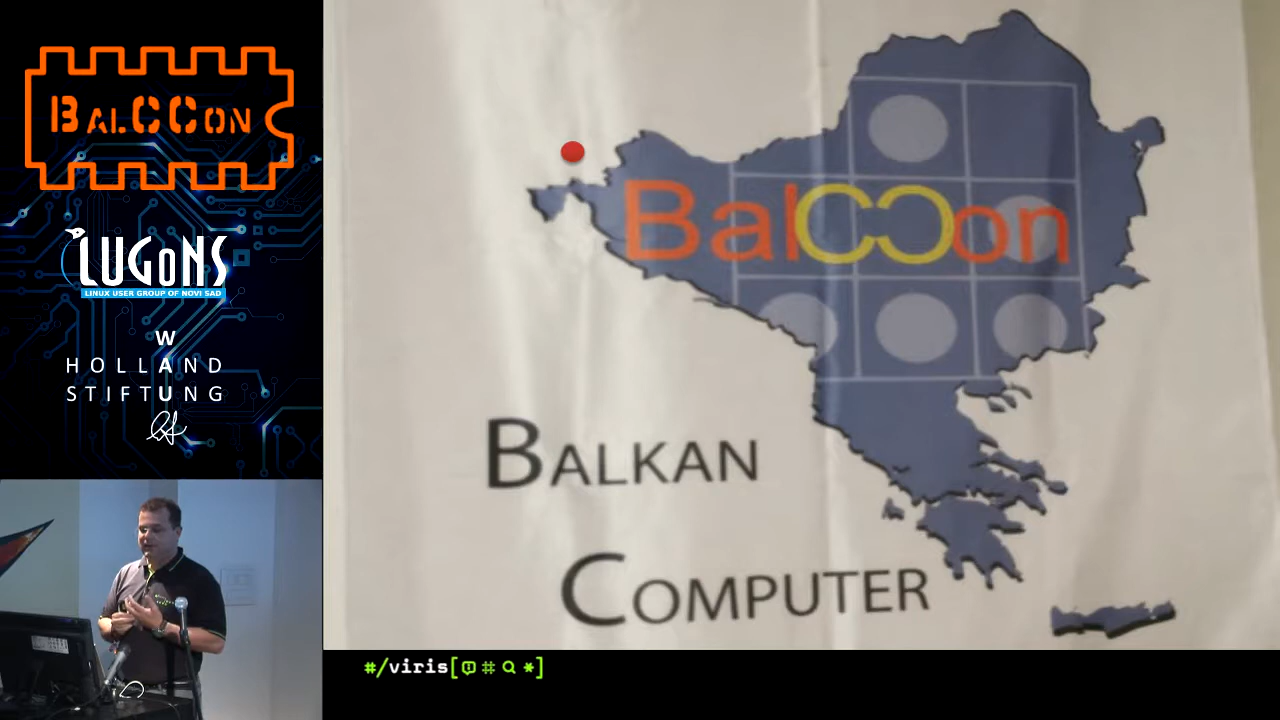 BALCCON
LUGONS
LINUX USER GROUP OF NOVI SAD
W
HOLLAND
STIFTUNG
BalCCon
BALKAN
COMPUTER
#/viris[
*]